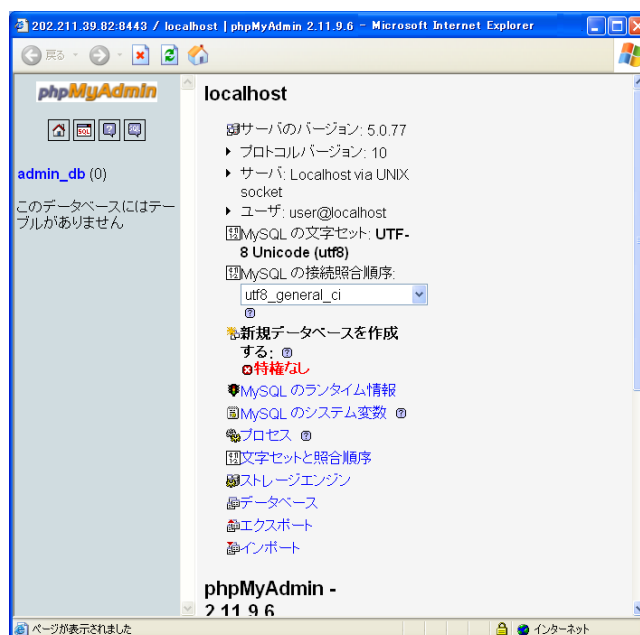 202.211.39.82:8443 / localhost | phpMyAdmin 2.11.9.6 - Microsoft Internet Explorer
戻る
phpMyAdmin
SQL
admin_db (0)
このデータベースにはテー
ブルがありません
localhost
サーバのバージョン: 5.0.77
プロトコルバージョン: 10
サーバ: Localhost via UNIX
socket
ユーザ: user@localhost
MySQL の文字セット: UTF-
8 Unicode (utf8)
MySQL の接続照合順序:
utf8_general_ci
新規データベースを作成
する:
特権なし
MySQL のランタイム情報
MySQL のシステム変数
プロセス
文字セットと照合順序
ストレージエンジン
データベース
エクスポート
インポート
phpMyAdmin -
2.11.9.6
ページが表示されました
インターネット